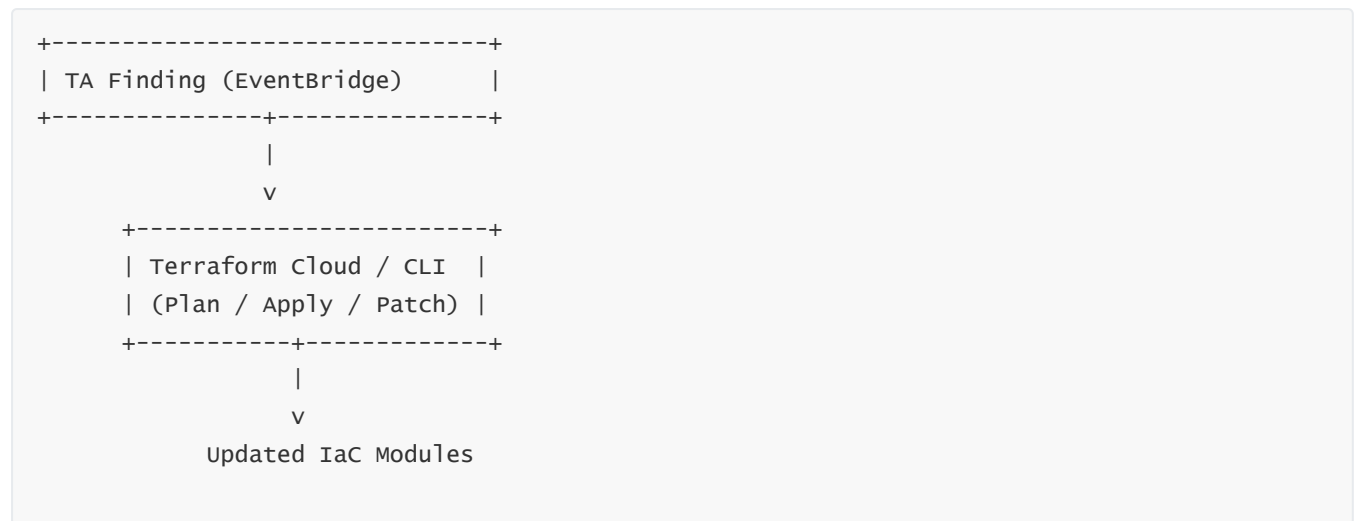 +--------------------------------+
| TA Finding (EventBridge)       |
+----------------+---------------+
                 |
                 v
      +-------------------------+
      | Terraform Cloud / CLI  |
      | (Plan / Apply / Patch) |
      +-----------+-------------+
                  |
                  v
            Updated IaC Modules